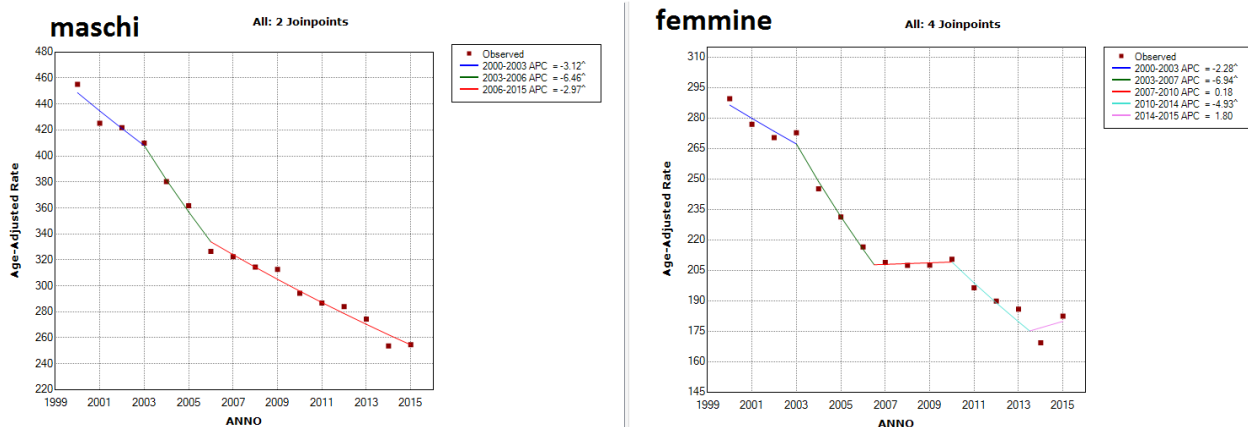 maschi
All: 2 Joinpoints
480
460
440
420
400
380
360
340
320
300
280
260
240
220
Age-Adjusted Rate
1999 2001 2003 2005 2007 2009 2011 2013 2015
ANNO
Observed
2000-2003 APC = -3.12^
2003-2006 APC = -6.46^
2006-2015 APC = -2.97^
femmine
All: 4 Joinpoints
310
295
280
265
250
235
220
205
190
175
160
145
Age-Adjusted Rate
1999 2001 2003 2005 2007 2009 2011 2013 2015
ANNO
Observed
2000-2003 APC = -2.28^
2003-2007 APC = -6.94^
2007-2010 APC = 0.18
2010-2014 APC = -4.93^
2014-2015 APC = 1.80